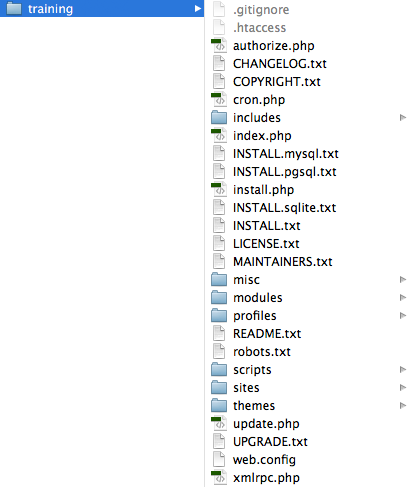 training
.gitignore
.htaccess
authorize.php
CHANGELOG.txt
COPYRIGHT.txt
cron.php
includes
index.php
INSTALL.mysql.txt
INSTALL.pgsql.txt
install.php
INSTALL.sqlite.txt
INSTALL.txt
LICENSE.txt
MAINTAINERS.txt
misc
modules
profiles
README.txt
robots.txt
scripts
sites
themes
update.php
UPGRADE.txt
web.config
xmlrpc.php